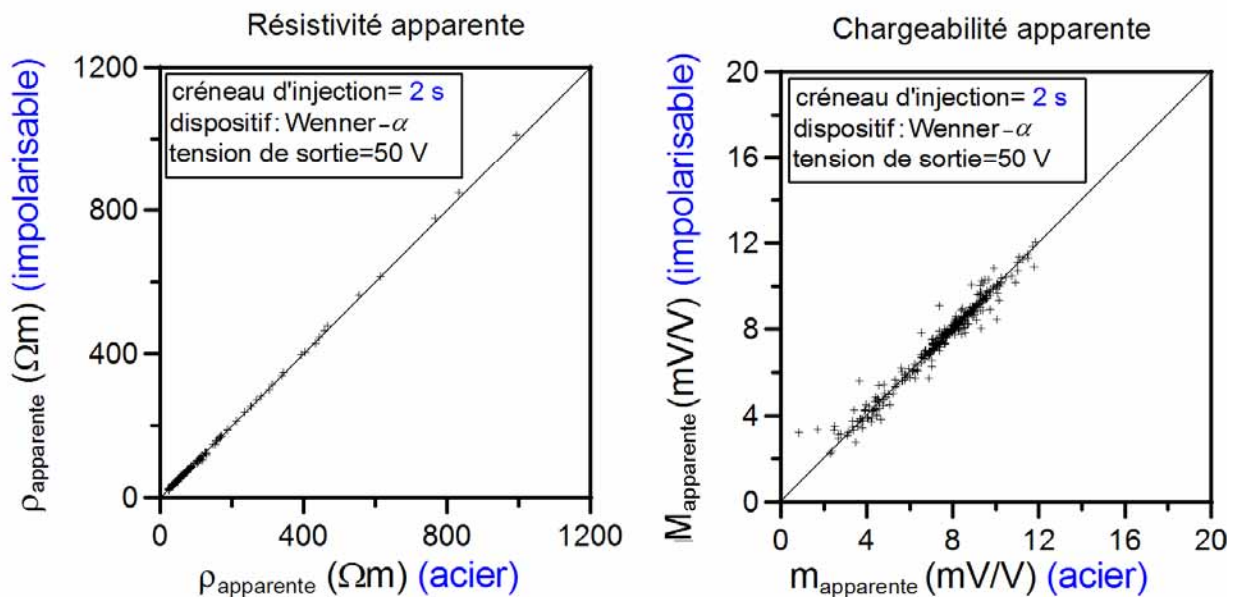 Résistivité apparente
1200
800
400
0
0
400
800
1200
créneau d'injection= 2 s
dispositif: Wenner-α
tension de sortie=50 V
ρapparente (Ωm) (impolarisable)
ρapparente (Ωm) (acier)
Chargeabilité apparente
20
16
12
8
4
0
0
4
8
12
16
20
créneau d'injection= 2 s
dispositif: Wenner-α
tension de sortie=50 V
Mapparente (mV/V) (impolarisable)
mapparente (mV/V) (acier)